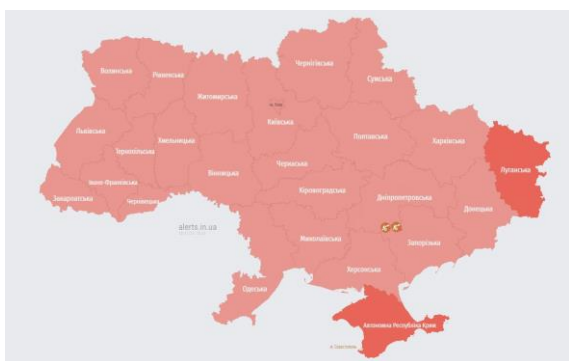 Чернігівська
Волинська
Рівненська
Сумська
Житомирська
Київська
Львівська
Полтавська
Харківська
Тернопільська
Хмельницька
Луганська
Вінницька
Черкаська
Івано-Франківська
Кіровоградська
Дніпропетровська
Закарпатська
Чернівецька
Донецька
alerts.in.ua
Миколаївська
Запорізька
Херсонська
Одеська
Автономна Республіка Крим